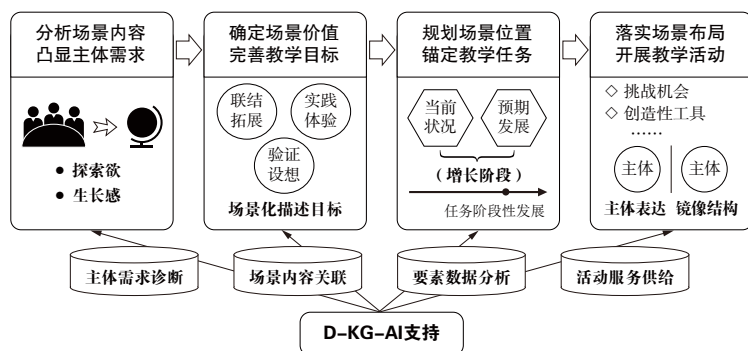 分析场景内容
凸显主体需求
探索欲
生长感
确定场景价值
完善教学目标
联结
拓展
实践
体验
验证
设想
场景化描述目标
规划场景位置
锚定教学任务
当前
状况
预期
发展
（增长阶段）
任务阶段性发展
落实场景布局
开展教学活动
◇ 挑战机会
◇ 创造性工具
……
主体
主体
主体表达 镜像结构
主体需求诊断
场景内容关联
要素数据分析
活动服务供给
D-KG-AI支持